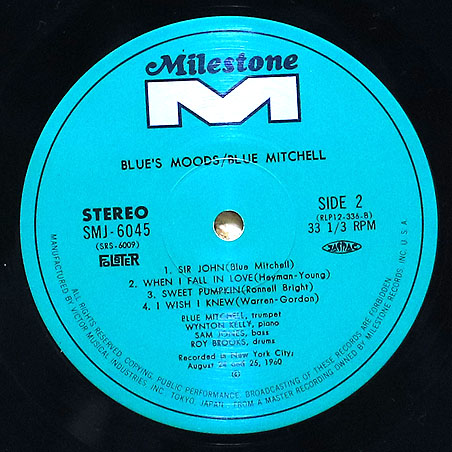 Milestone
M
BLUE'S MOODS/BLUE MITCHELL
STEREO
SMJ-6045
(SRS-6009)
POLSTER
SIDE 2
(RLP12-336-B)
33 1/3 RPM
JASRAC
1. SIR JOHN(Blue Mitchell)
2. WHEN I FALL IN LOVE(Heyman-Young)
3. SWEET PUMPKIN(Ronnell Bright)
4. I WISH I KNEW(Warren-Gordon)
BLUE MITCHELL, trumpet
WYNTON KELLY, piano
SAM JONES, bass
ROY BROOKS, drums
Recorded in New York City;
August 24 and 25, 1960
MANUFACTURED BY VICTOR MUSICAL INDUSTRIES, INC. TOKYO, JAPAN FROM A MASTER RECORDING OWNED BY MILESTONE RECORDS, INC. U.S.A.
ALL RIGHTS RESERVED. COPYING, PUBLIC PERFORMANCE, BROADCASTING OF THESE RECORDS ARE FORBIDDEN.